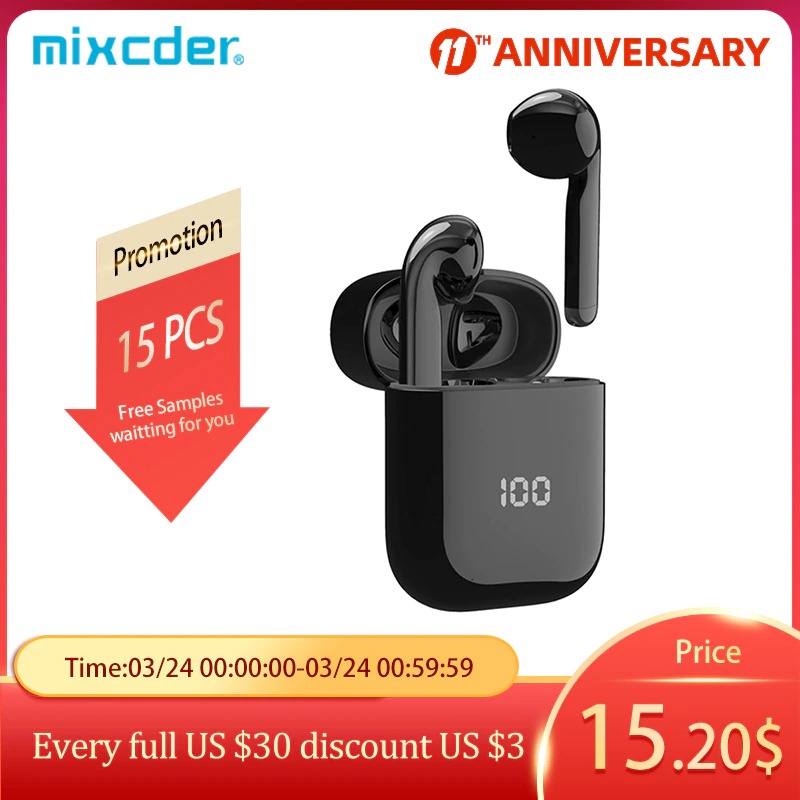 mixcder®
11TH ANNIVERSARY
Promotion
15 PCS
Free Samples
waitting for you
100
Time:03/24 00:00:00-03/24 00:59:59
Price
Every full US $30 discount US $3
15.20$